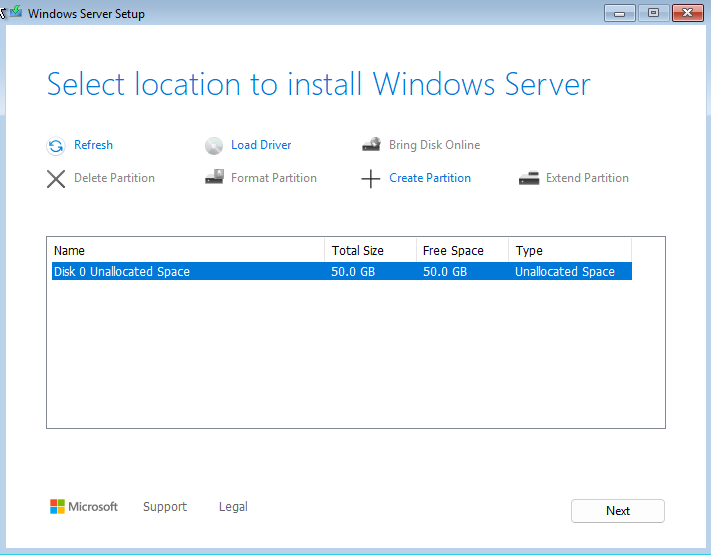 Windows Server Setup
Select location to install Windows Server
Refresh Load Driver Bring Disk Online
Delete Partition Format Partition Create Partition Extend Partition
Name Total Size Free Space Type
Disk 0 Unallocated Space 50.0 GB 50.0 GB Unallocated Space
Microsoft Support Legal Next